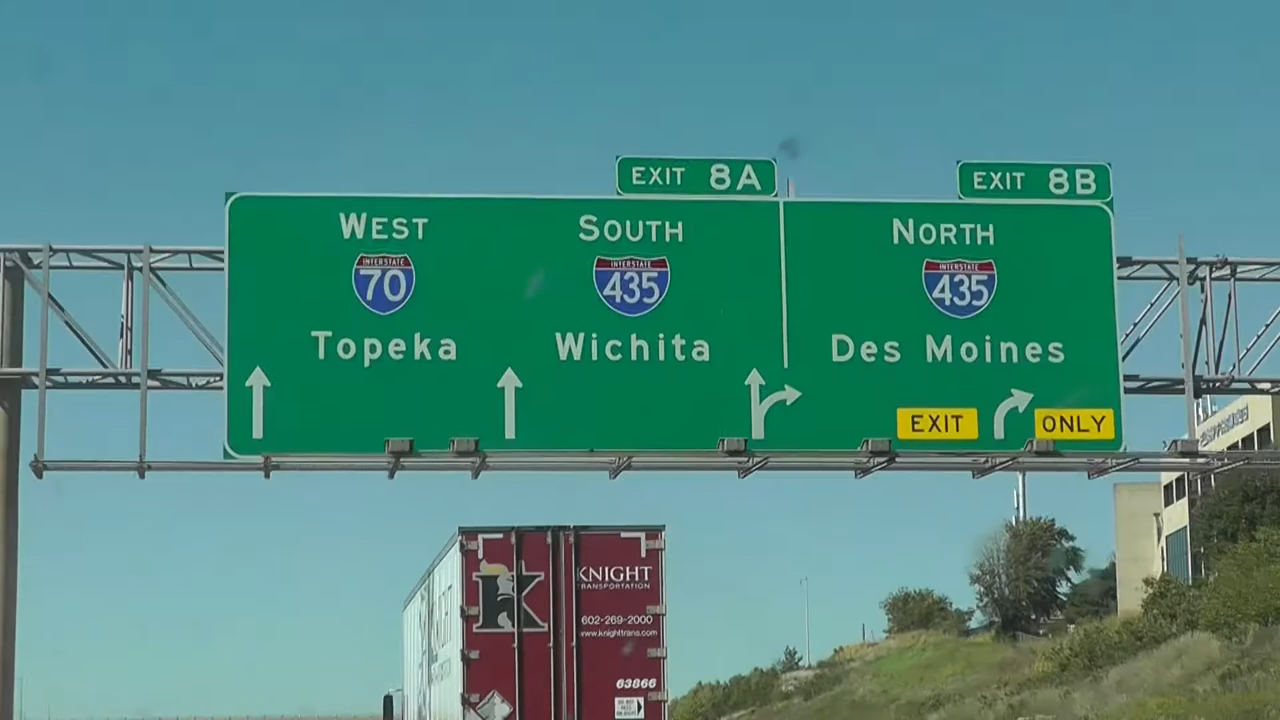 EXIT 8A
EXIT 8B
WEST
INTERSTATE
70
Topeka
SOUTH
INTERSTATE
435
Wichita
NORTH
INTERSTATE
435
Des Moines
EXIT
ONLY
K
KNIGHT
TRANSPORTATION
602-269-2000
www.knighttrans.com
63866